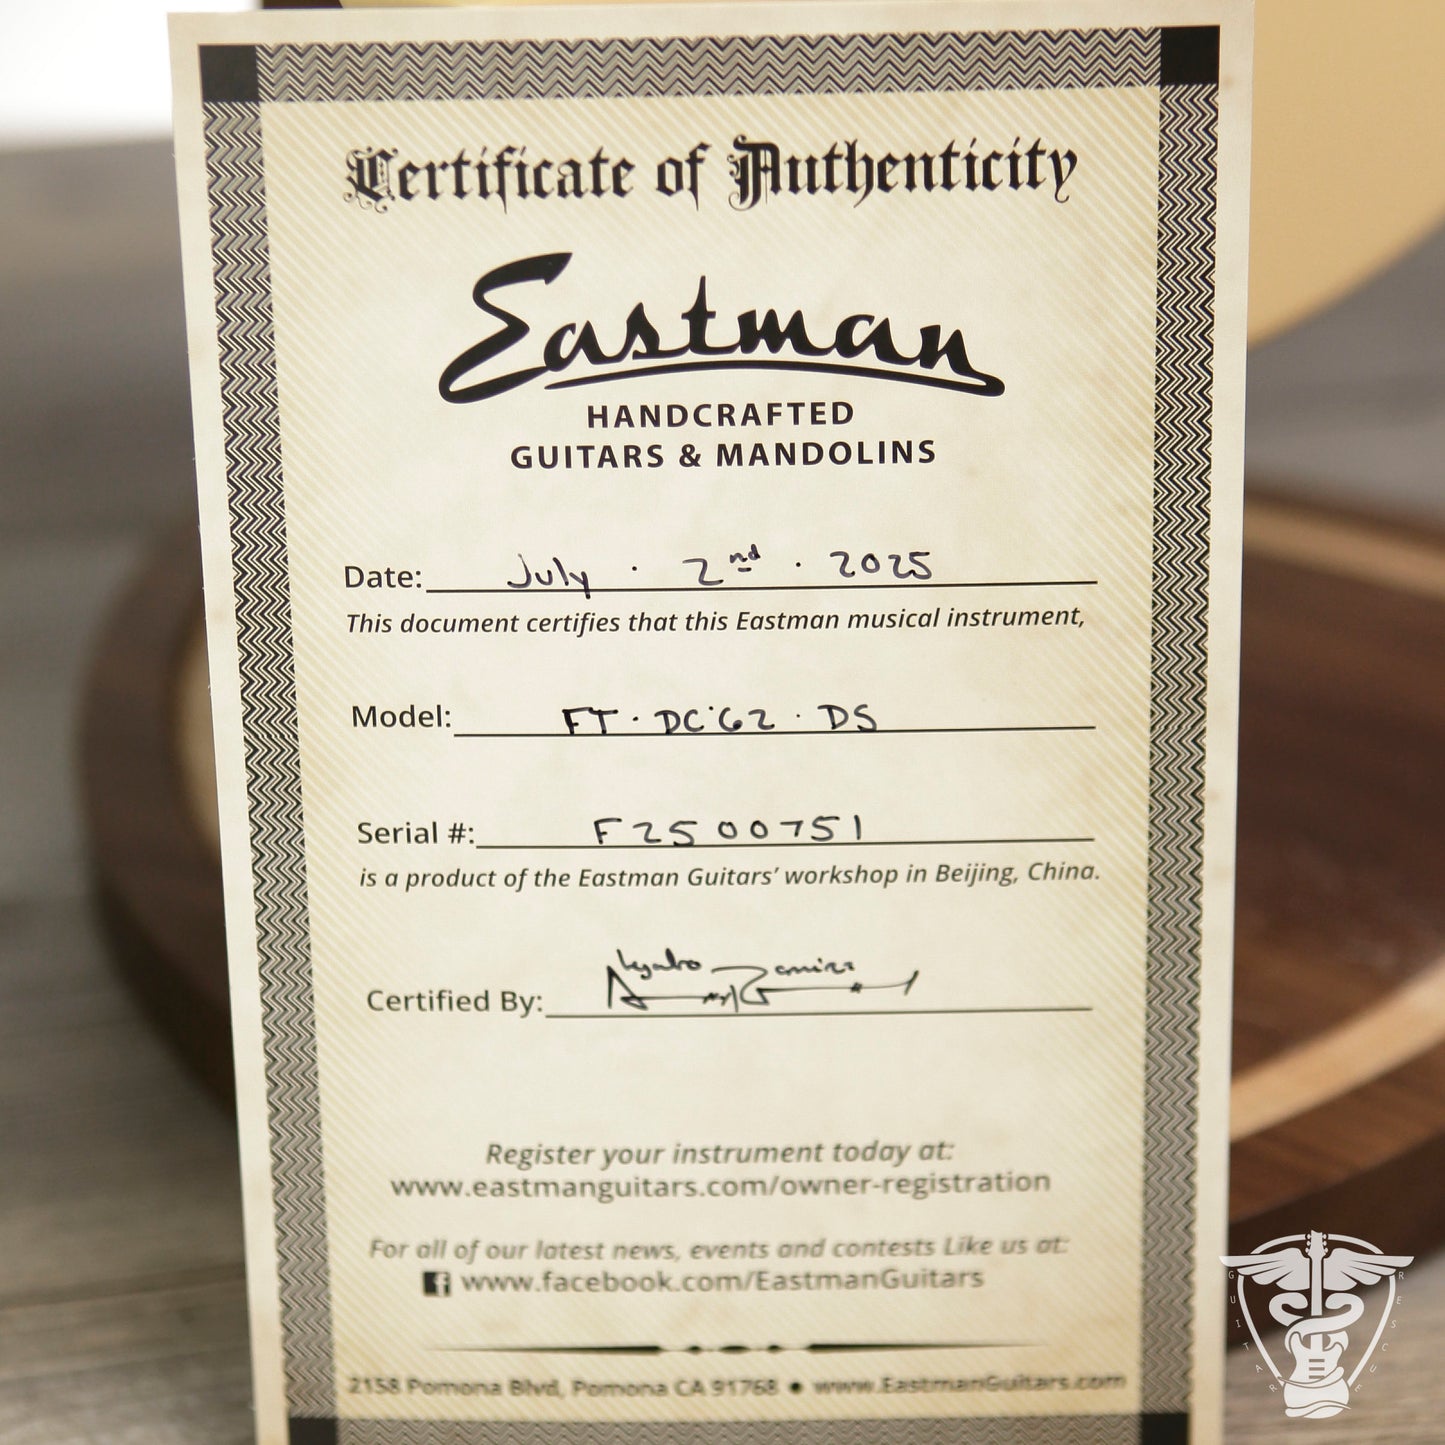 Certificate of Authenticity
Eastman
HANDCRAFTED
GUITARS & MANDOLINS
Date: July · 2nd · 2025
This document certifies that this Eastman musical instrument,
Model: FT · DC'62 · DS
Serial #: F2500751
is a product of the Eastman Guitars' workshop in Beijing, China.
Certified By:
Register your instrument today at:
www.eastmanguitars.com/owner-registration
For all of our latest news, events and contests Like us at:
www.facebook.com/EastmanGuitars
2158 Pomona Blvd, Pomona CA 91768 • www.EastmanGuitars.com
GUITAR RESCUE